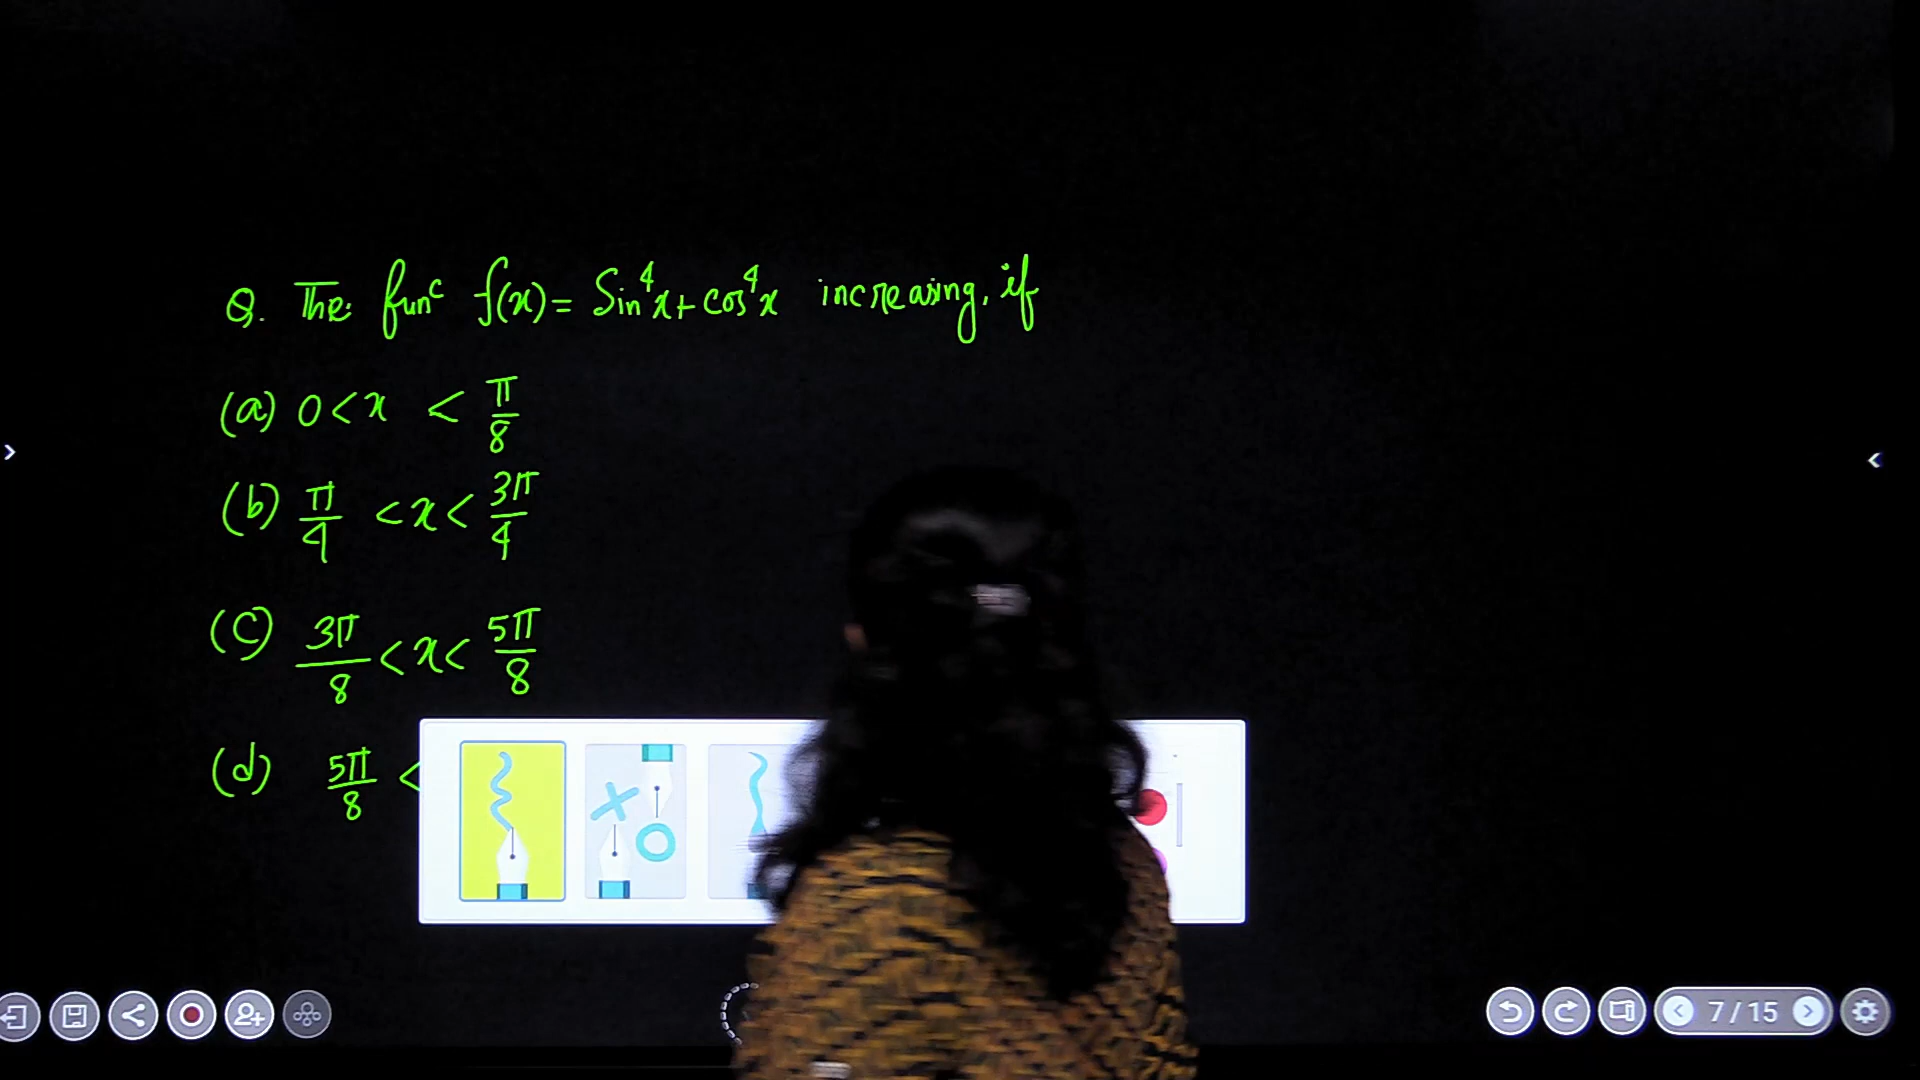 Q. The func f(x) = Sin⁴x + cos⁴x increasing, if
(a) 0 < x < π/8
(b) π/4 < x < 3π/4
(c) 3π/8 < x < 5π/8
(d) 5π/8 <
7/15